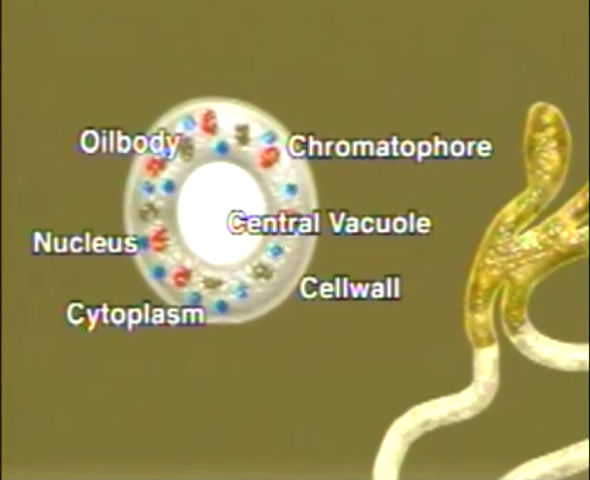 Oilbody
Chromatophore
Central Vacuole
Nucleus
Cellwall
Cytoplasm